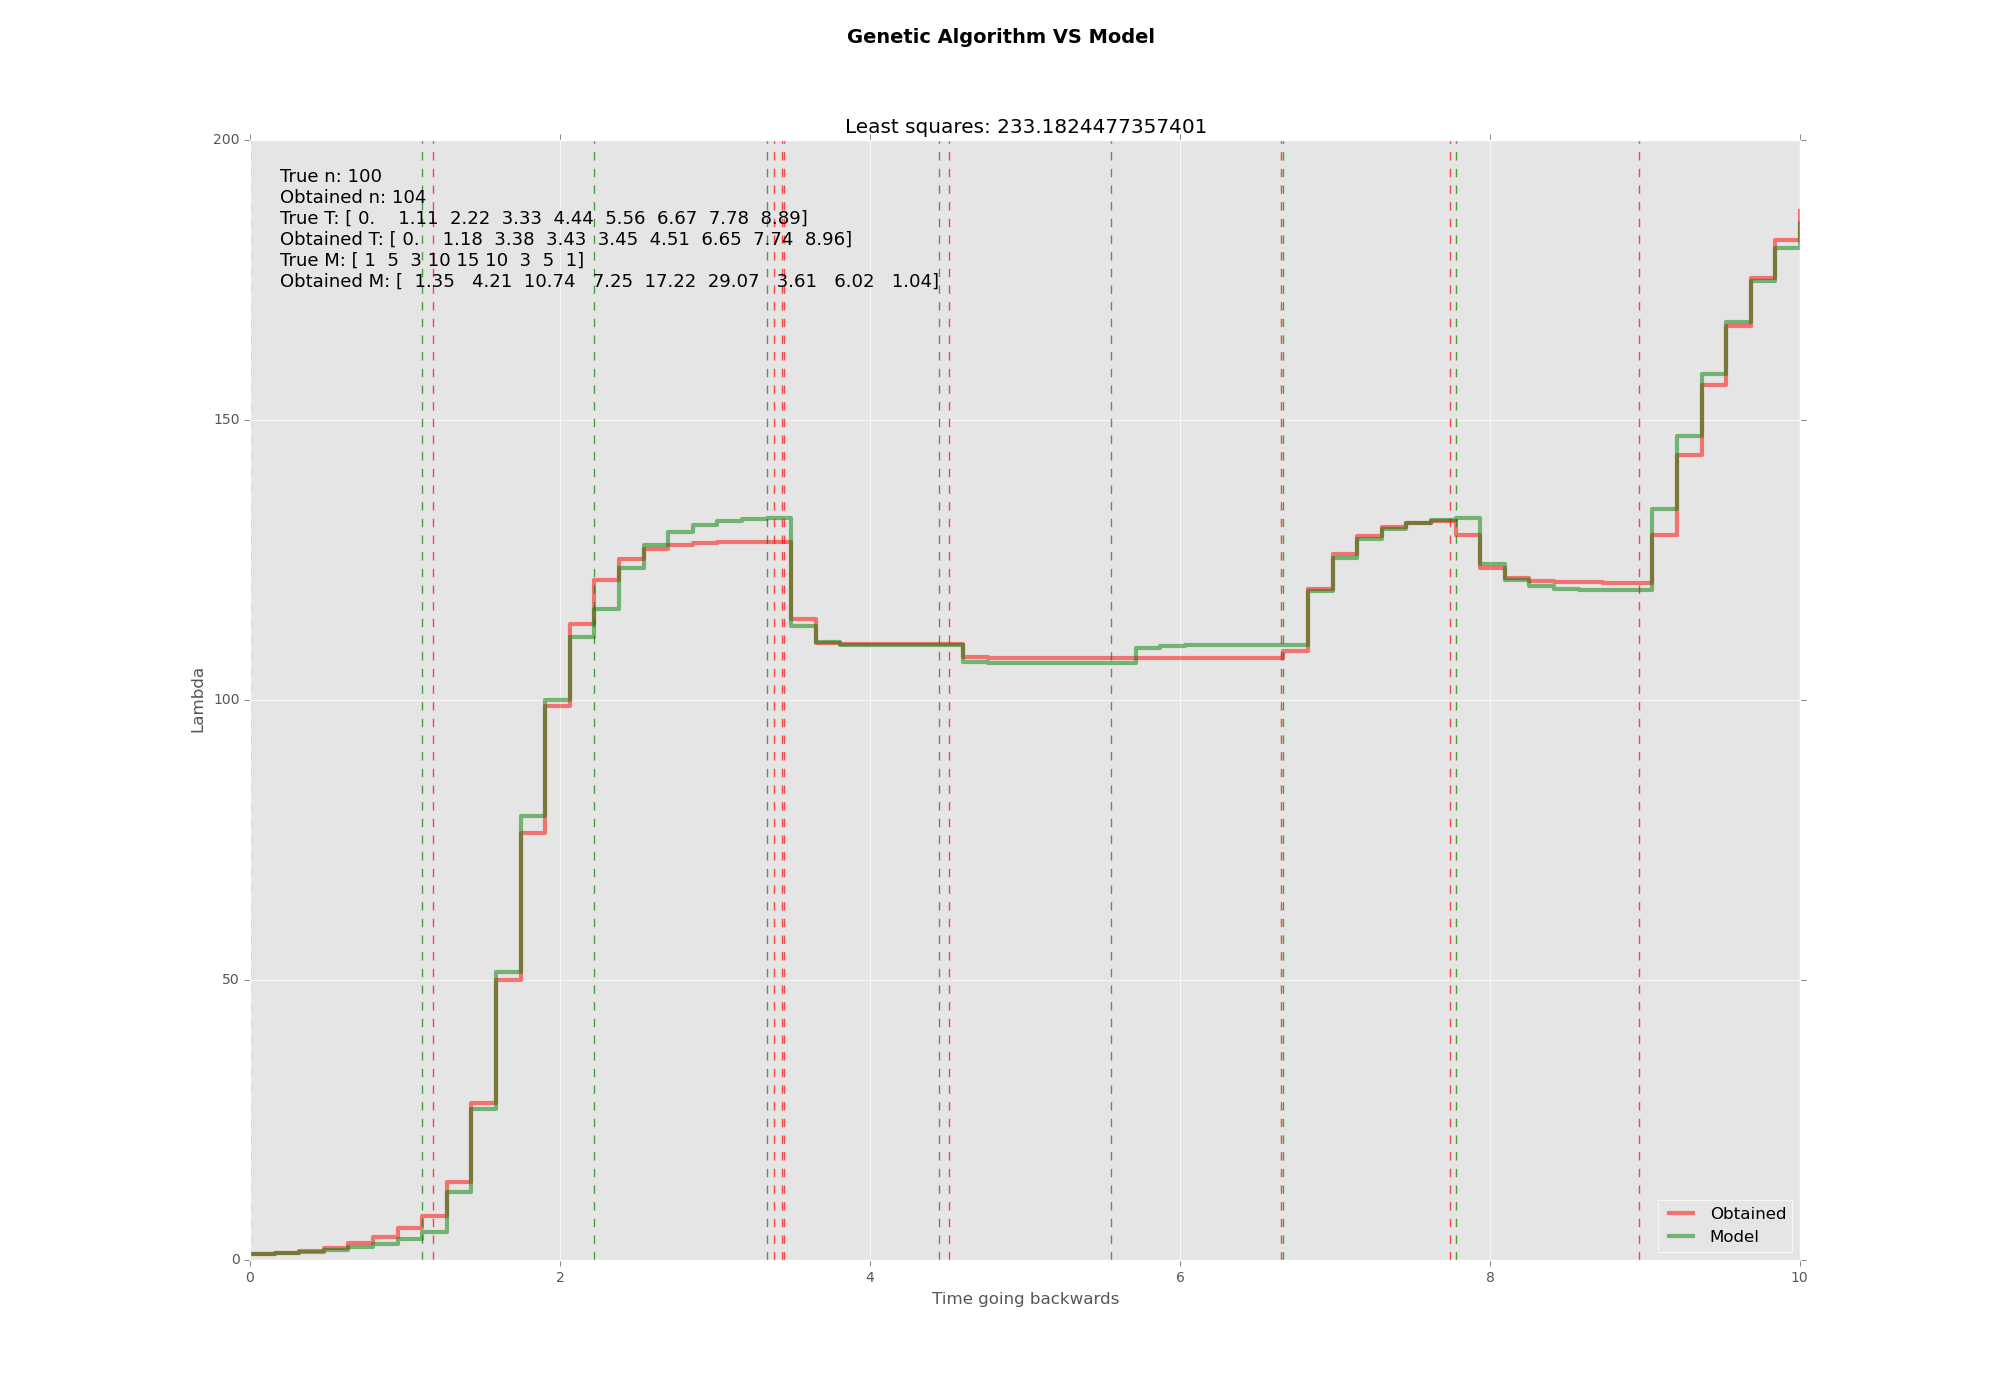 Genetic Algorithm VS Model
Least squares: 233.1824477357401
200
True n: 100
Obtained n: 104
True T: [ 0. 1.11 2.22 3.33 4.44 5.56 6.67 7.78 8.89]
Obtained T: [ 0. 1.18 3.38 3.43 3.45 4.51 6.65 7.74 8.96]
True M: [ 1 5 3 10 15 10 3 5 1]
Obtained M: [ 1.35 4.21 10.74 7.25 17.22 29.07 3.61 6.02 1.04]
150
100
Lambda
50
0
Obtained
Model
0 2 4 6 8 10
Time going backwards